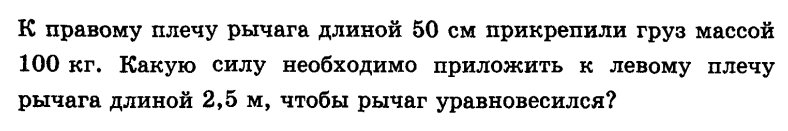 К правому плечу рычага длиной 50 см прикрепили груз массой
100 кг. Какую силу необходимо приложить к левому плечу
рычага длиной 2,5 м, чтобы рычаг уравновесился?